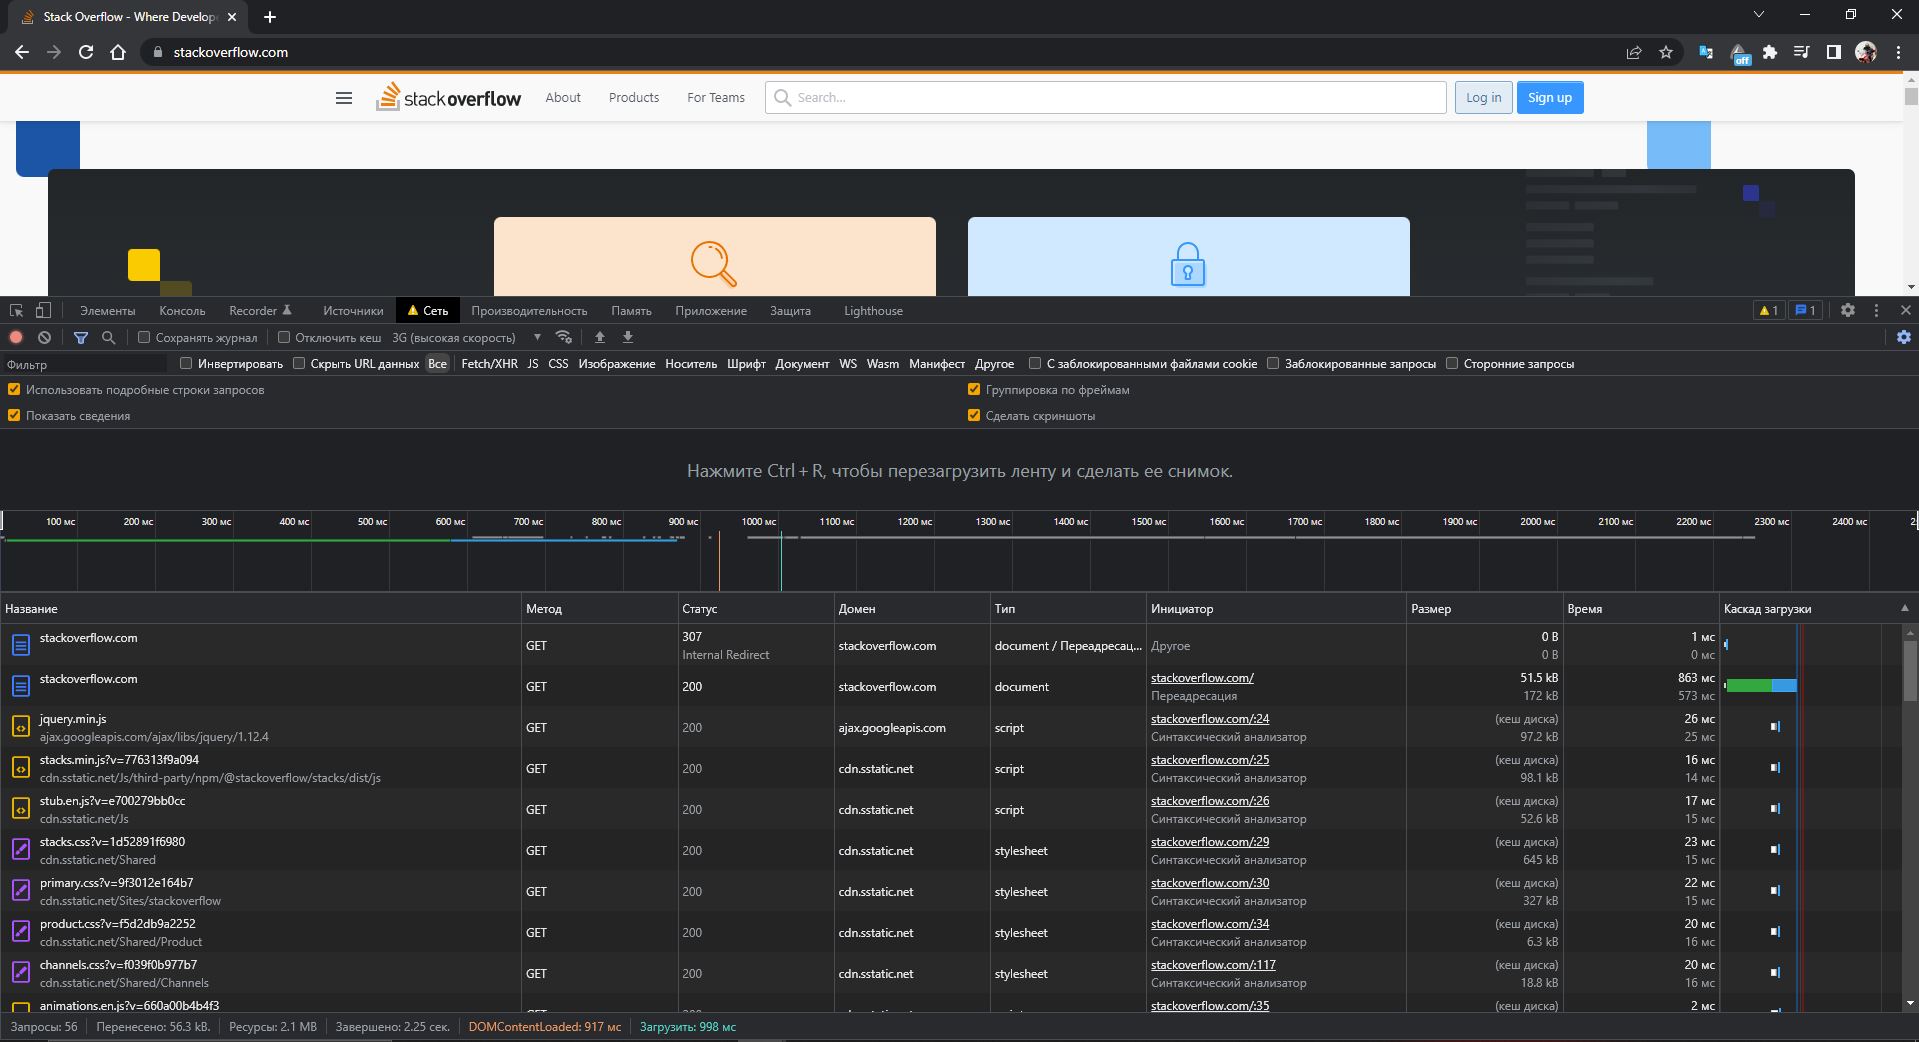 Stack Overflow - Where Develope
stackoverflow.com
off
stackoverflow
About
Products
For Teams
Search...
Log in
Sign up
Элементы
Консоль
Recorder
Источники
Сеть
Производительность
Память
Приложение
Защита
Lighthouse
1
1
Сохранять журнал
Отключить кеш
3G (высокая скорость)
Фильтр
Инвертировать
Скрыть URL данных
Все
Fetch/XHR
JS
CSS
Изображение
Носитель
Шрифт
Документ
WS
Wasm
Манифест
Другое
С заблокированными файлами cookie
Заблокированные запросы
Сторонние запросы
Использовать подробные строки запросов
Группировка по фреймам
Показать сведения
Сделать скриншоты
Нажмите Ctrl + R, чтобы перезагрузить ленту и сделать ее снимок.
100 мс 200 мс 300 мс 400 мс 500 мс 600 мс 700 мс 800 мс 900 мс 1000 мс 1100 мс 1200 мс 1300 мс 1400 мс 1500 мс 1600 мс 1700 мс 1800 мс 1900 мс 2000 мс 2100 мс 2200 мс 2300 мс 2400 мс
Название Метод Статус Домен Тип Инициатор Размер Время Каскад загрузки
stackoverflow.com GET 307 stackoverflow.com document / Переадресац... Другое 0 B 1 мс
Internal Redirect 0 B 0 мс
stackoverflow.com GET 200 stackoverflow.com document stackoverflow.com/ 51.5 kB 863 мс
Переадресация 172 kB 573 мс
jquery.min.js GET 200 ajax.googleapis.com script stackoverflow.com/:24 (кеш диска) 26 мс
ajax.googleapis.com/ajax/libs/jquery/1.12.4 Синтаксический анализатор 97.2 kB 25 мс
stacks.min.js?v=776313f9a094 GET 200 cdn.sstatic.net script stackoverflow.com/:25 (кеш диска) 16 мс
cdn.sstatic.net/Js/third-party/npm/@stackoverflow/stacks/dist/js Синтаксический анализатор 98.1 kB 14 мс
stub.en.js?v=e700279bb0cc GET 200 cdn.sstatic.net script stackoverflow.com/:26 (кеш диска) 17 мс
cdn.sstatic.net/Js Синтаксический анализатор 52.6 kB 15 мс
stacks.css?v=1d52891f6980 GET 200 cdn.sstatic.net stylesheet stackoverflow.com/:29 (кеш диска) 23 мс
cdn.sstatic.net/Shared Синтаксический анализатор 645 kB 15 мс
primary.css?v=9f3012e164b7 GET 200 cdn.sstatic.net stylesheet stackoverflow.com/:30 (кеш диска) 22 мс
cdn.sstatic.net/Sites/stackoverflow Синтаксический анализатор 327 kB 15 мс
product.css?v=f5d2db9a2252 GET 200 cdn.sstatic.net stylesheet stackoverflow.com/:34 (кеш диска) 20 мс
cdn.sstatic.net/Shared/Product Синтаксический анализатор 6.3 kB 16 мс
channels.css?v=f039f0b977b7 GET 200 cdn.sstatic.net stylesheet stackoverflow.com/:117 (кеш диска) 20 мс
cdn.sstatic.net/Shared/Channels Синтаксический анализатор 18.8 kB 16 мс
animations.en.js?v=660a00b4b4f3 stackoverflow.com/:35 (кеш диска) 2 мс
Запросы: 56
Перенесено: 56.3 kB.
Ресурсы: 2.1 MB
Завершено: 2.25 сек.
DOMContentLoaded: 917 мс
Загрузить: 998 мс